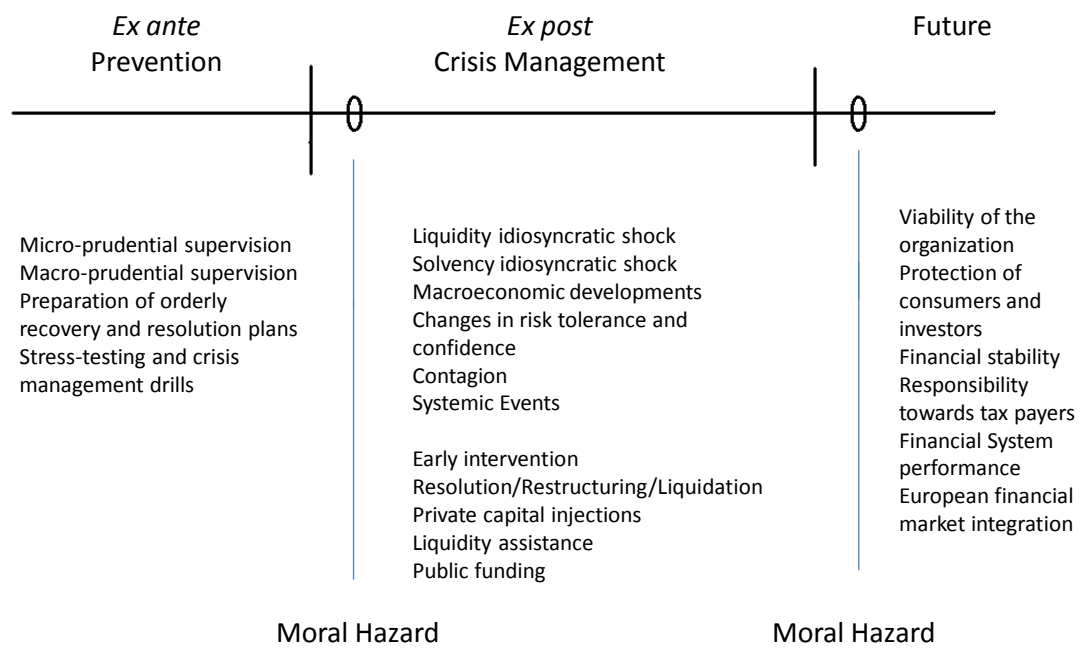 Ex ante
Prevention
Ex post
Crisis Management
Future
Micro-prudential supervision
Macro-prudential supervision
Preparation of orderly
recovery and resolution plans
Stress-testing and crisis
management drills
Liquidity idiosyncratic shock
Solvency idiosyncratic shock
Macroeconomic developments
Changes in risk tolerance and
confidence
Contagion
Systemic Events
Early intervention
Resolution/Restructuring/Liquidation
Private capital injections
Liquidity assistance
Public funding
Viability of the
organization
Protection of
consumers and
investors
Financial stability
Responsibility
towards tax payers
Financial System
performance
European financial
market integration
Moral Hazard
Moral Hazard